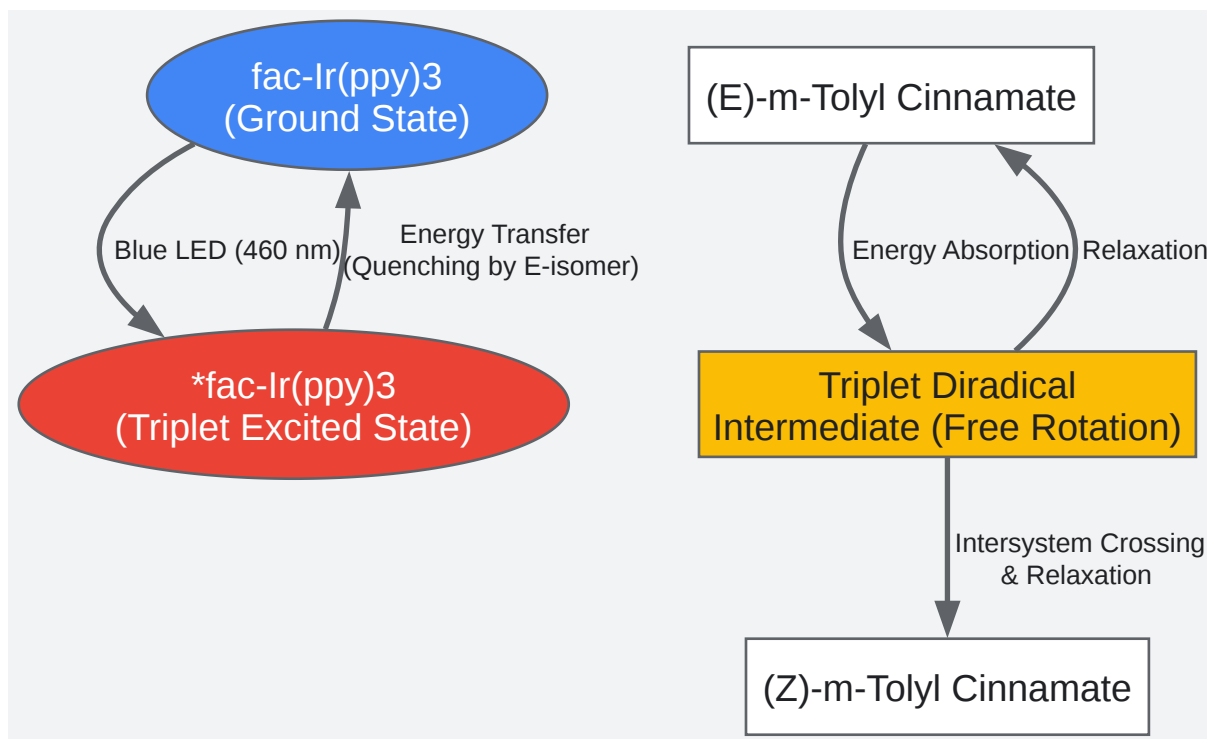 fac-Ir(ppy)3
(Ground State)
Blue LED (460 nm)
Energy Transfer
(Quenching by E-isomer)
*fac-Ir(ppy)3
(Triplet Excited State)
(E)-m-Tolyl Cinnamate
Energy Absorption
Relaxation
Triplet Diradical
Intermediate (Free Rotation)
Intersystem Crossing
& Relaxation
(Z)-m-Tolyl Cinnamate